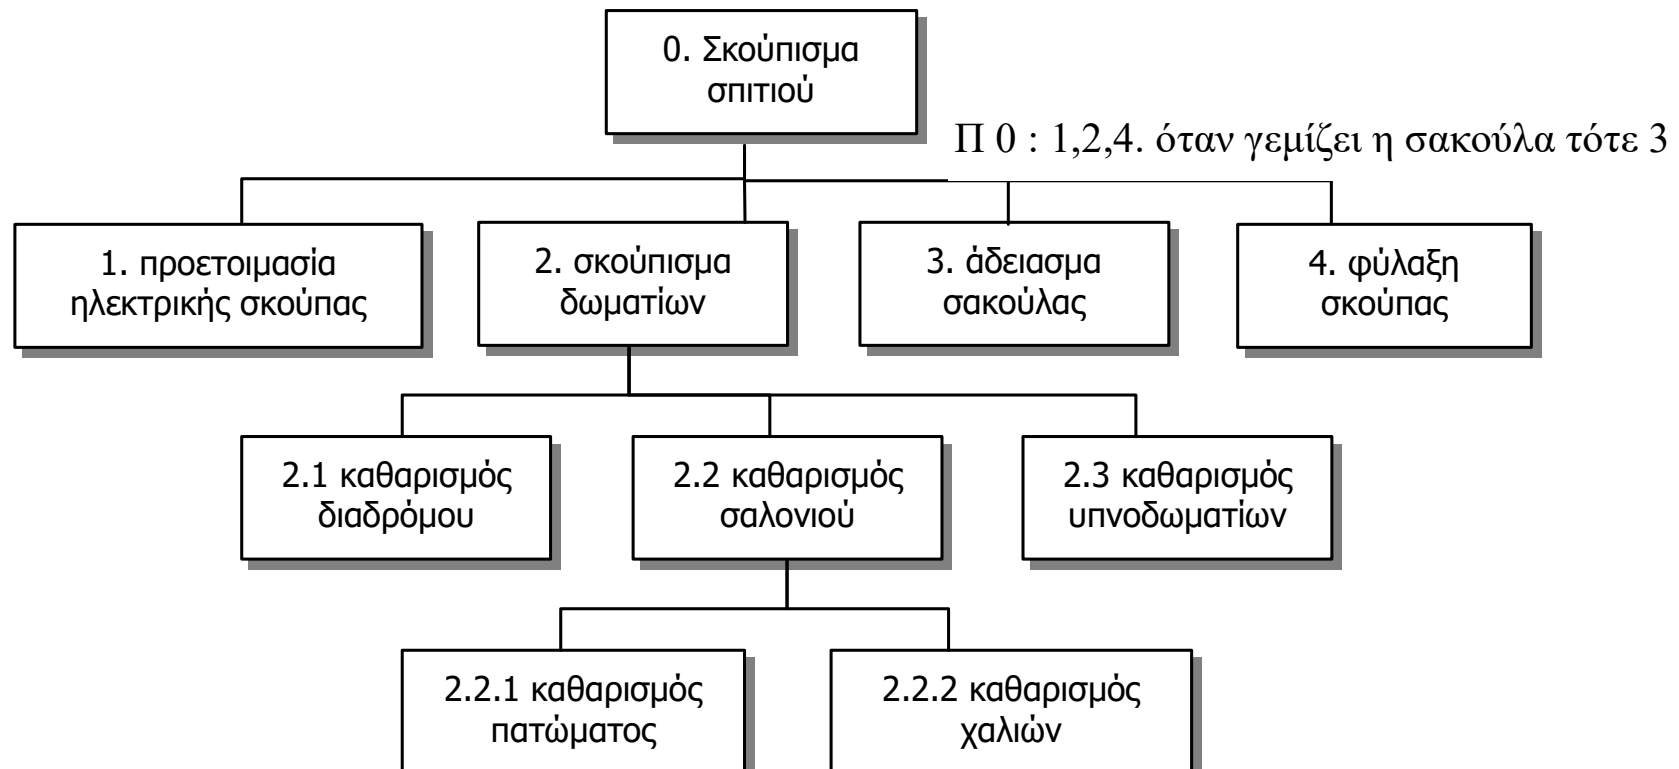 0. Σκούπισμα
σπιτιού
Π 0 : 1,2,4. όταν γεμίζει η σακούλα τότε 3
1. προετοιμασία
ηλεκτρικής σκούπας
2. σκούπισμα
δωματίων
3. άδειασμα
σακούλας
4. φύλαξη
σκούπας
2.1 καθαρισμός
διαδρόμου
2.2 καθαρισμός
σαλονιού
2.3 καθαρισμός
υπνοδωματίων
2.2.1 καθαρισμός
πατώματος
2.2.2 καθαρισμός
χαλιών